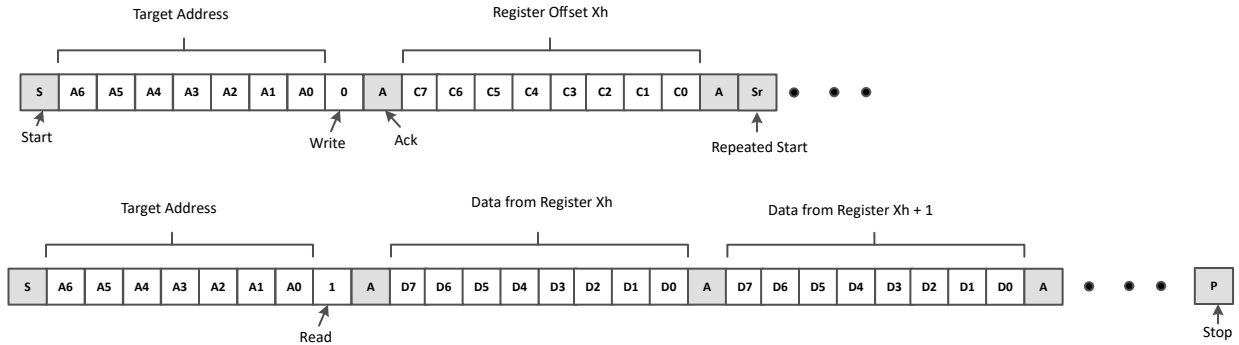 Target Address
Register Offset Xh
S A6 A5 A4 A3 A2 A1 A0 0 A C7 C6 C5 C4 C3 C2 C1 C0 A Sr
Start
Write
Ack
Repeated Start
Target Address
Data from Register Xh
Data from Register Xh + 1
S A6 A5 A4 A3 A2 A1 A0 1 A D7 D6 D5 D4 D3 D2 D1 D0 A D7 D6 D5 D4 D3 D2 D1 D0 A P
Read
Stop